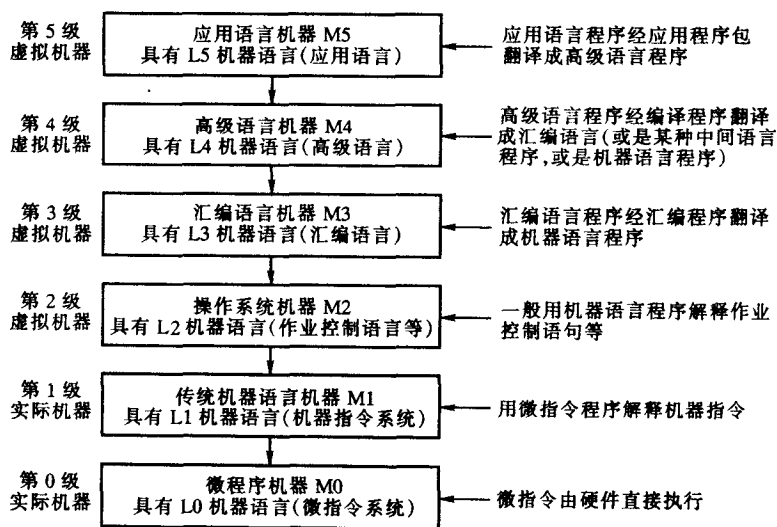 第 5 级
虚拟机器
应用语言机器 M5
具有 L5 机器语言(应用语言)
应用语言程序经应用程序包
翻译成高级语言程序
第 4 级
虚拟机器
高级语言机器 M4
具有 L4 机器语言(高级语言)
高级语言程序经编译程序翻译
成汇编语言(或是某种中间语言
程序,或是机器语言程序)
第 3 级
虚拟机器
汇编语言机器 M3
具有 L3 机器语言(汇编语言)
汇编语言程序经汇编程序翻译
成机器语言程序
第 2 级
虚拟机器
操作系统机器 M2
具有 L2 机器语言(作业控制语言等)
一般用机器语言程序解释作业
控制语句等
第 1 级
实际机器
传统机器语言机器 M1
具有 L1 机器语言(机器指令系统)
用微指令程序解释机器指令
第 0 级
实际机器
微程序机器 M0
具有 L0 机器语言(微指令系统)
微指令由硬件直接执行